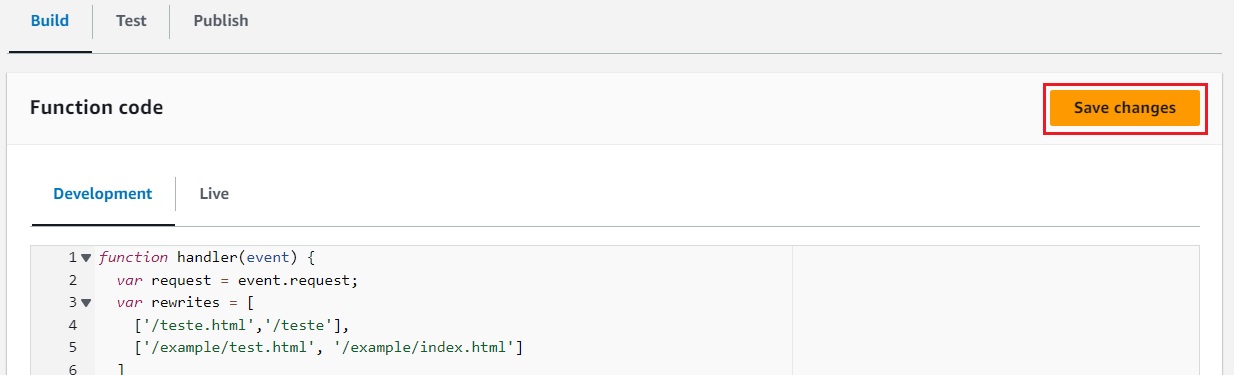 Build Test Publish
Function code
Save changes
Development Live
1 function handler(event) {
2 var request = event.request;
3 var rewrites = [
4 ['/teste.html','/teste'],
5 ['/example/test.html', '/example/index.html']
6 ]